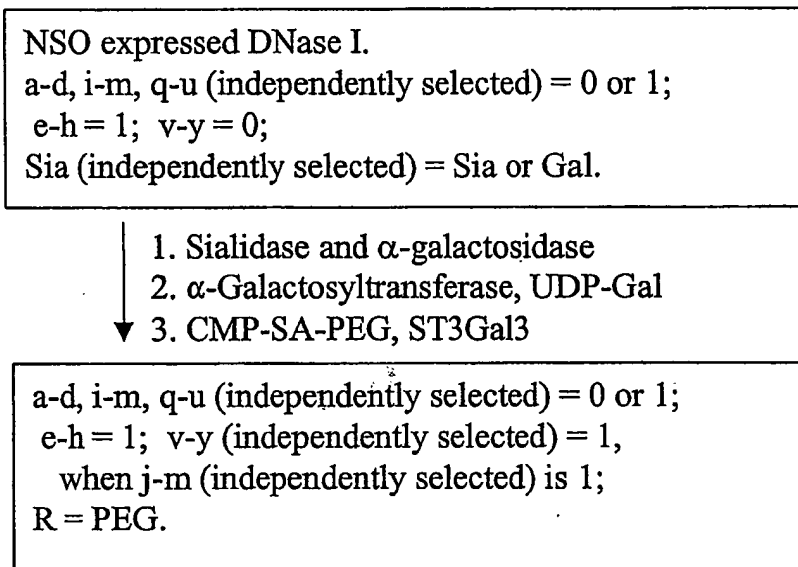 NSO expressed DNase I.
a-d, i-m, q-u (independently selected) = 0 or 1;
e-h = 1; v-y = 0;
Sia (independently selected) = Sia or Gal.
1. Sialidase and α-galactosidase
2. α-Galactosyltransferase, UDP-Gal
3. CMP-SA-PEG, ST3Gal3
a-d, i-m, q-u (independently selected) = 0 or 1;
e-h = 1; v-y (independently selected) = 1,
when j-m (independently selected) is 1;
R = PEG.